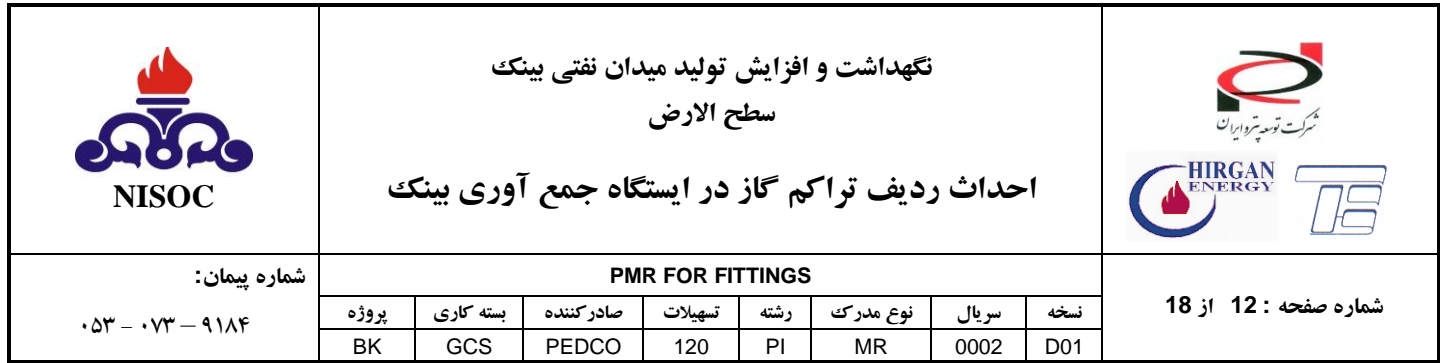 NISOC
نگهداشت و افزایش تولید میدان نفتی بینک
سطح الارض
احداث ردیف تراکم گاز در ایستگاه جمع آوری بینک
شرکت توسعه پتروایران
HIRGAN
ENERGY
شماره پیمان:
۰۵۳ - ۰۷۳ – ۹۱۸۴
PMR FOR FITTINGS
پروژه بسته کاری صادرکننده تسهیلات رشته نوع مدرک سریال نسخه
BK GCS PEDCO 120 PI MR 0002 D01
شماره صفحه : 12 از 18